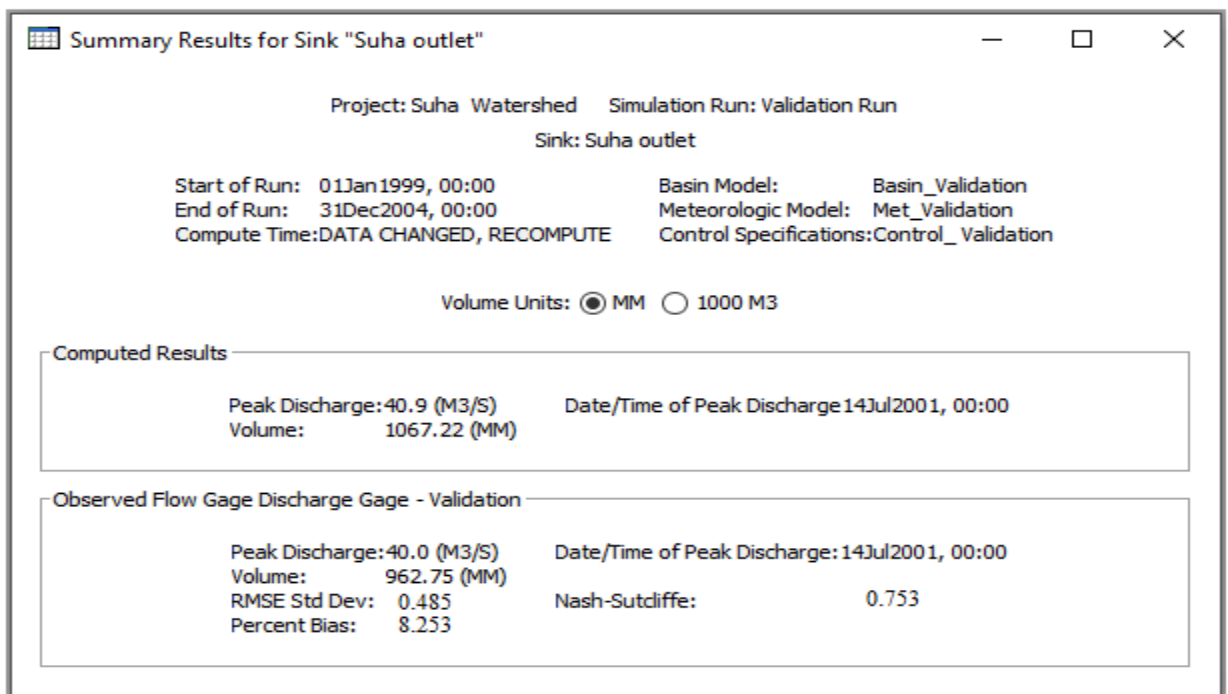 Summary Results for Sink "Suha outlet"
Project: Suha Watershed Simulation Run: Validation Run
Sink: Suha outlet
Start of Run: 01Jan1999, 00:00 Basin Model: Basin_Validation
End of Run: 31Dec2004, 00:00 Meteorologic Model: Met_Validation
Compute Time:DATA CHANGED, RECOMPUTE Control Specifications:Control_ Validation
Volume Units: MM 1000 M3
Computed Results
Peak Discharge:40.9 (M3/S) Date/Time of Peak Discharge14Jul2001, 00:00
Volume: 1067.22 (MM)
Observed Flow Gage Discharge Gage - Validation
Peak Discharge:40.0 (M3/S) Date/Time of Peak Discharge:14Jul2001, 00:00
Volume: 962.75 (MM)
RMSE Std Dev: 0.485 Nash-Sutcliffe: 0.753
Percent Bias: 8.253